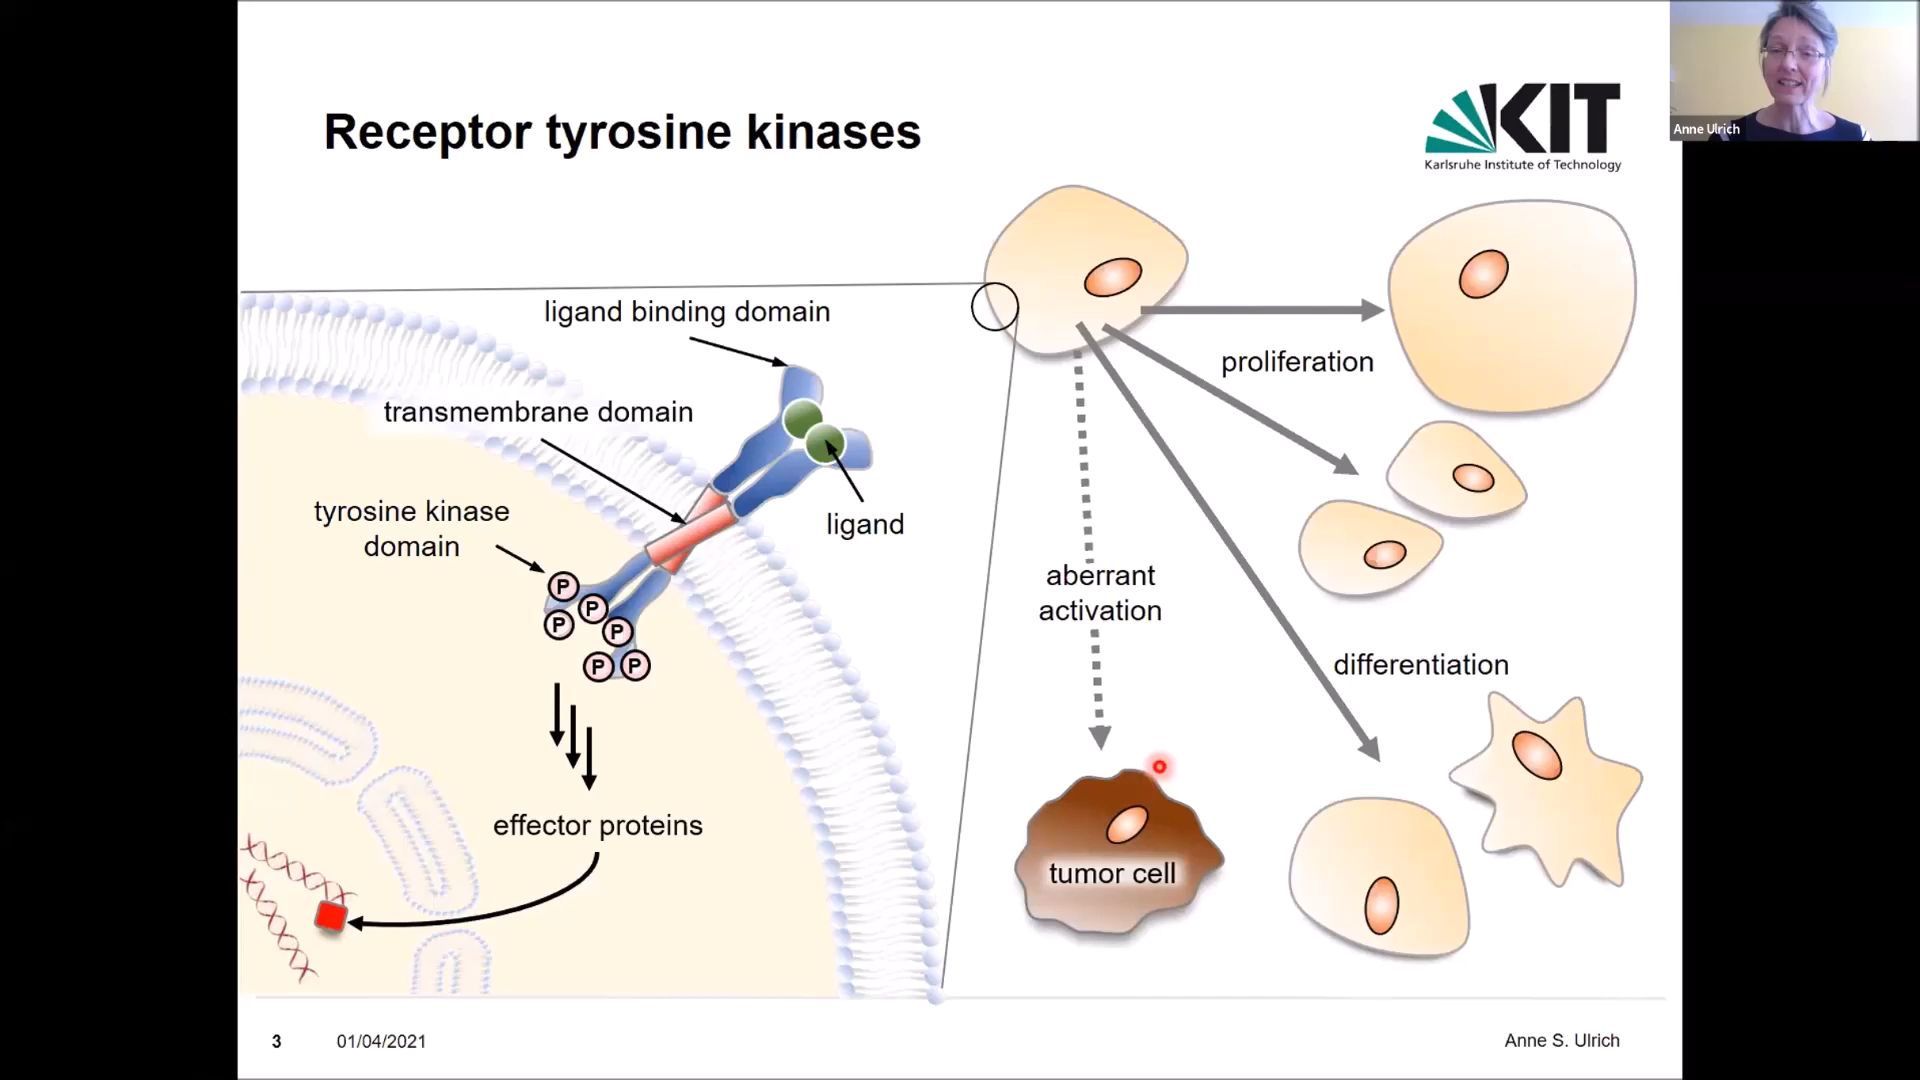 Receptor tyrosine kinases
KIT
Karlsruhe Institute of Technology
Anne Ulrich
ligand binding domain
transmembrane domain
tyrosine kinase
domain
ligand
P
P
P
P
P
P
effector proteins
proliferation
aberrant
activation
differentiation
tumor cell
3
01/04/2021
Anne S. Ulrich